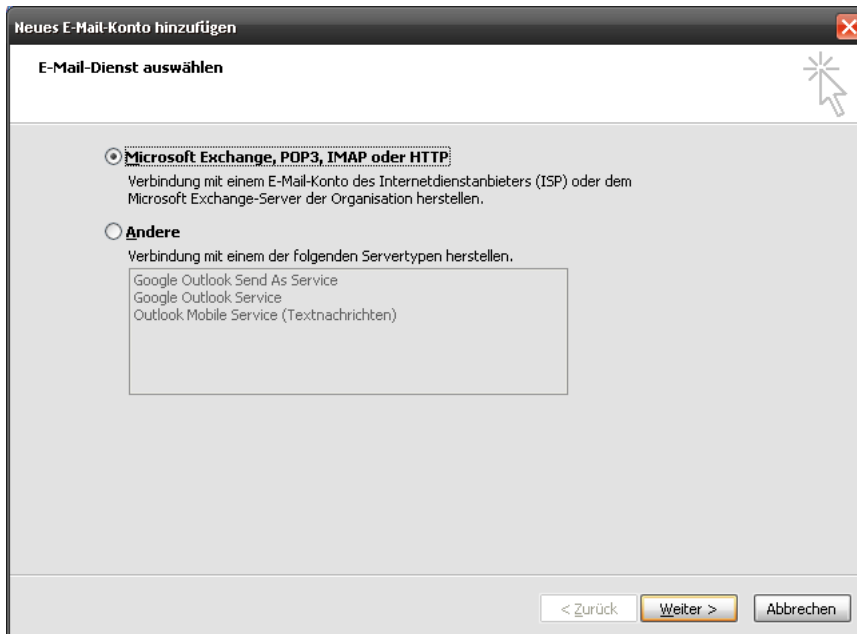 Neues E-Mail-Konto hinzufügen
E-Mail-Dienst auswählen
Microsoft Exchange, POP3, IMAP oder HTTP
Verbindung mit einem E-Mail-Konto des Internetdienstanbieters (ISP) oder dem
Microsoft Exchange-Server der Organisation herstellen.
Andere
Verbindung mit einem der folgenden Servertypen herstellen.
Google Outlook Send As Service
Google Outlook Service
Outlook Mobile Service (Textnachrichten)
< Zurück
Weiter >
Abbrechen